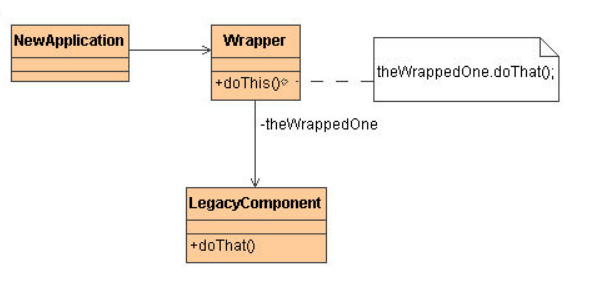 NewApplication
Wrapper
+doThis()
theWrappedOne.doThat();
-theWrappedOne
LegacyComponent
+doThat()